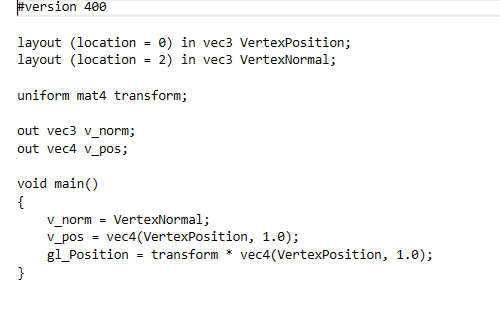 #version 400
layout (location = 0) in vec3 VertexPosition;
layout (location = 2) in vec3 VertexNormal;
uniform mat4 transform;
out vec3 v_norm;
out vec4 v_pos;
void main()
{
    v_norm = VertexNormal;
    v_pos = vec4(VertexPosition, 1.0);
    gl_Position = transform * vec4(VertexPosition, 1.0);
}